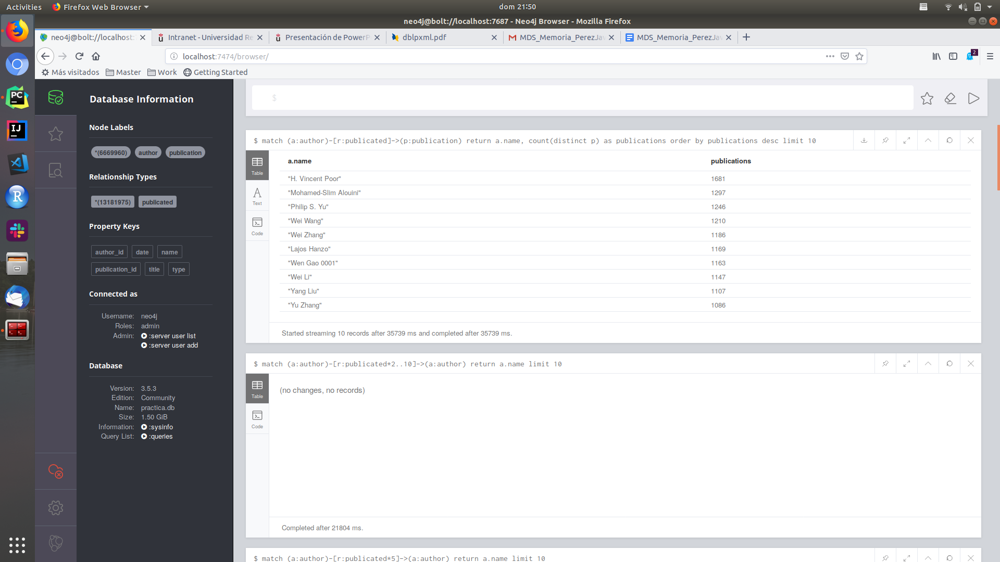 Activities
Firefox Web Browser
dom 21:50
neo4j@bolt://localhost:7687 - Neo4j Browser - Mozilla Firefox
neo4j@bolt://localhost:
Intranet - Universidad Re
Presentación de PowerP
dblpxml.pdf
MDS_Memoria_PerezJav
MDS_Memoria_PerezJav
localhost:7474/browser/
2
Más visitados
Master
Work
Getting Started
PC
IJ
R
Database Information
Node Labels
*(6669960)
author
publication
Relationship Types
*(13181975)
publicated
Property Keys
author_id
date
name
publication_id
title
type
Connected as
Username: neo4j
Roles: admin
Admin: :server user list
:server user add
Database
Version: 3.5.3
Edition: Community
Name: practica.db
Size: 1.50 GiB
Information: :sysinfo
Query List: :queries
$
$ match (a:author)-[r:publicated]->(p:publication) return a.name, count(distinct p) as publications order by publications desc limit 10
Table
Text
Code
a.name publications
"H. Vincent Poor" 1681
"Mohamed-Slim Alouini" 1297
"Philip S. Yu" 1246
"Wei Wang" 1210
"Wei Zhang" 1186
"Lajos Hanzo" 1169
"Wen Gao 0001" 1163
"Wei Li" 1147
"Yang Liu" 1107
"Yu Zhang" 1086
Started streaming 10 records after 35739 ms and completed after 35739 ms.
$ match (a:author)-[r:publicated*2..10]->(a:author) return a.name limit 10
Table
Code
(no changes, no records)
Completed after 21804 ms.
$ match (a:author)-[r:publicated*5]->(a:author) return a.name limit 10